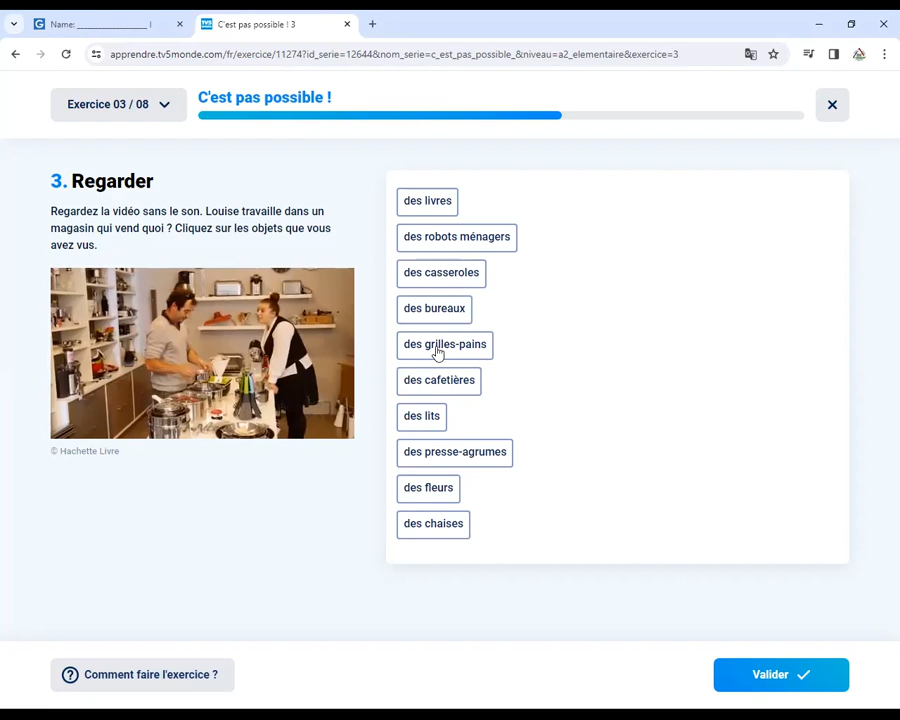 Name: ___________________ I
C'est pas possible ! 3
apprendre.tv5monde.com/fr/exercice/11274?id_serie=12644&nom_serie=c_est_pas_possible_&niveau=a2_elementaire&exercice=3
Exercice 03 / 08
C'est pas possible !
3. Regarder
Regardez la vidéo sans le son. Louise travaille dans un
magasin qui vend quoi ? Cliquez sur les objets que vous
avez vus.
© Hachette Livre
des livres
des robots ménagers
des casseroles
des bureaux
des grilles-pains
des cafetières
des lits
des presse-agrumes
des fleurs
des chaises
Comment faire l'exercice ?
Valider